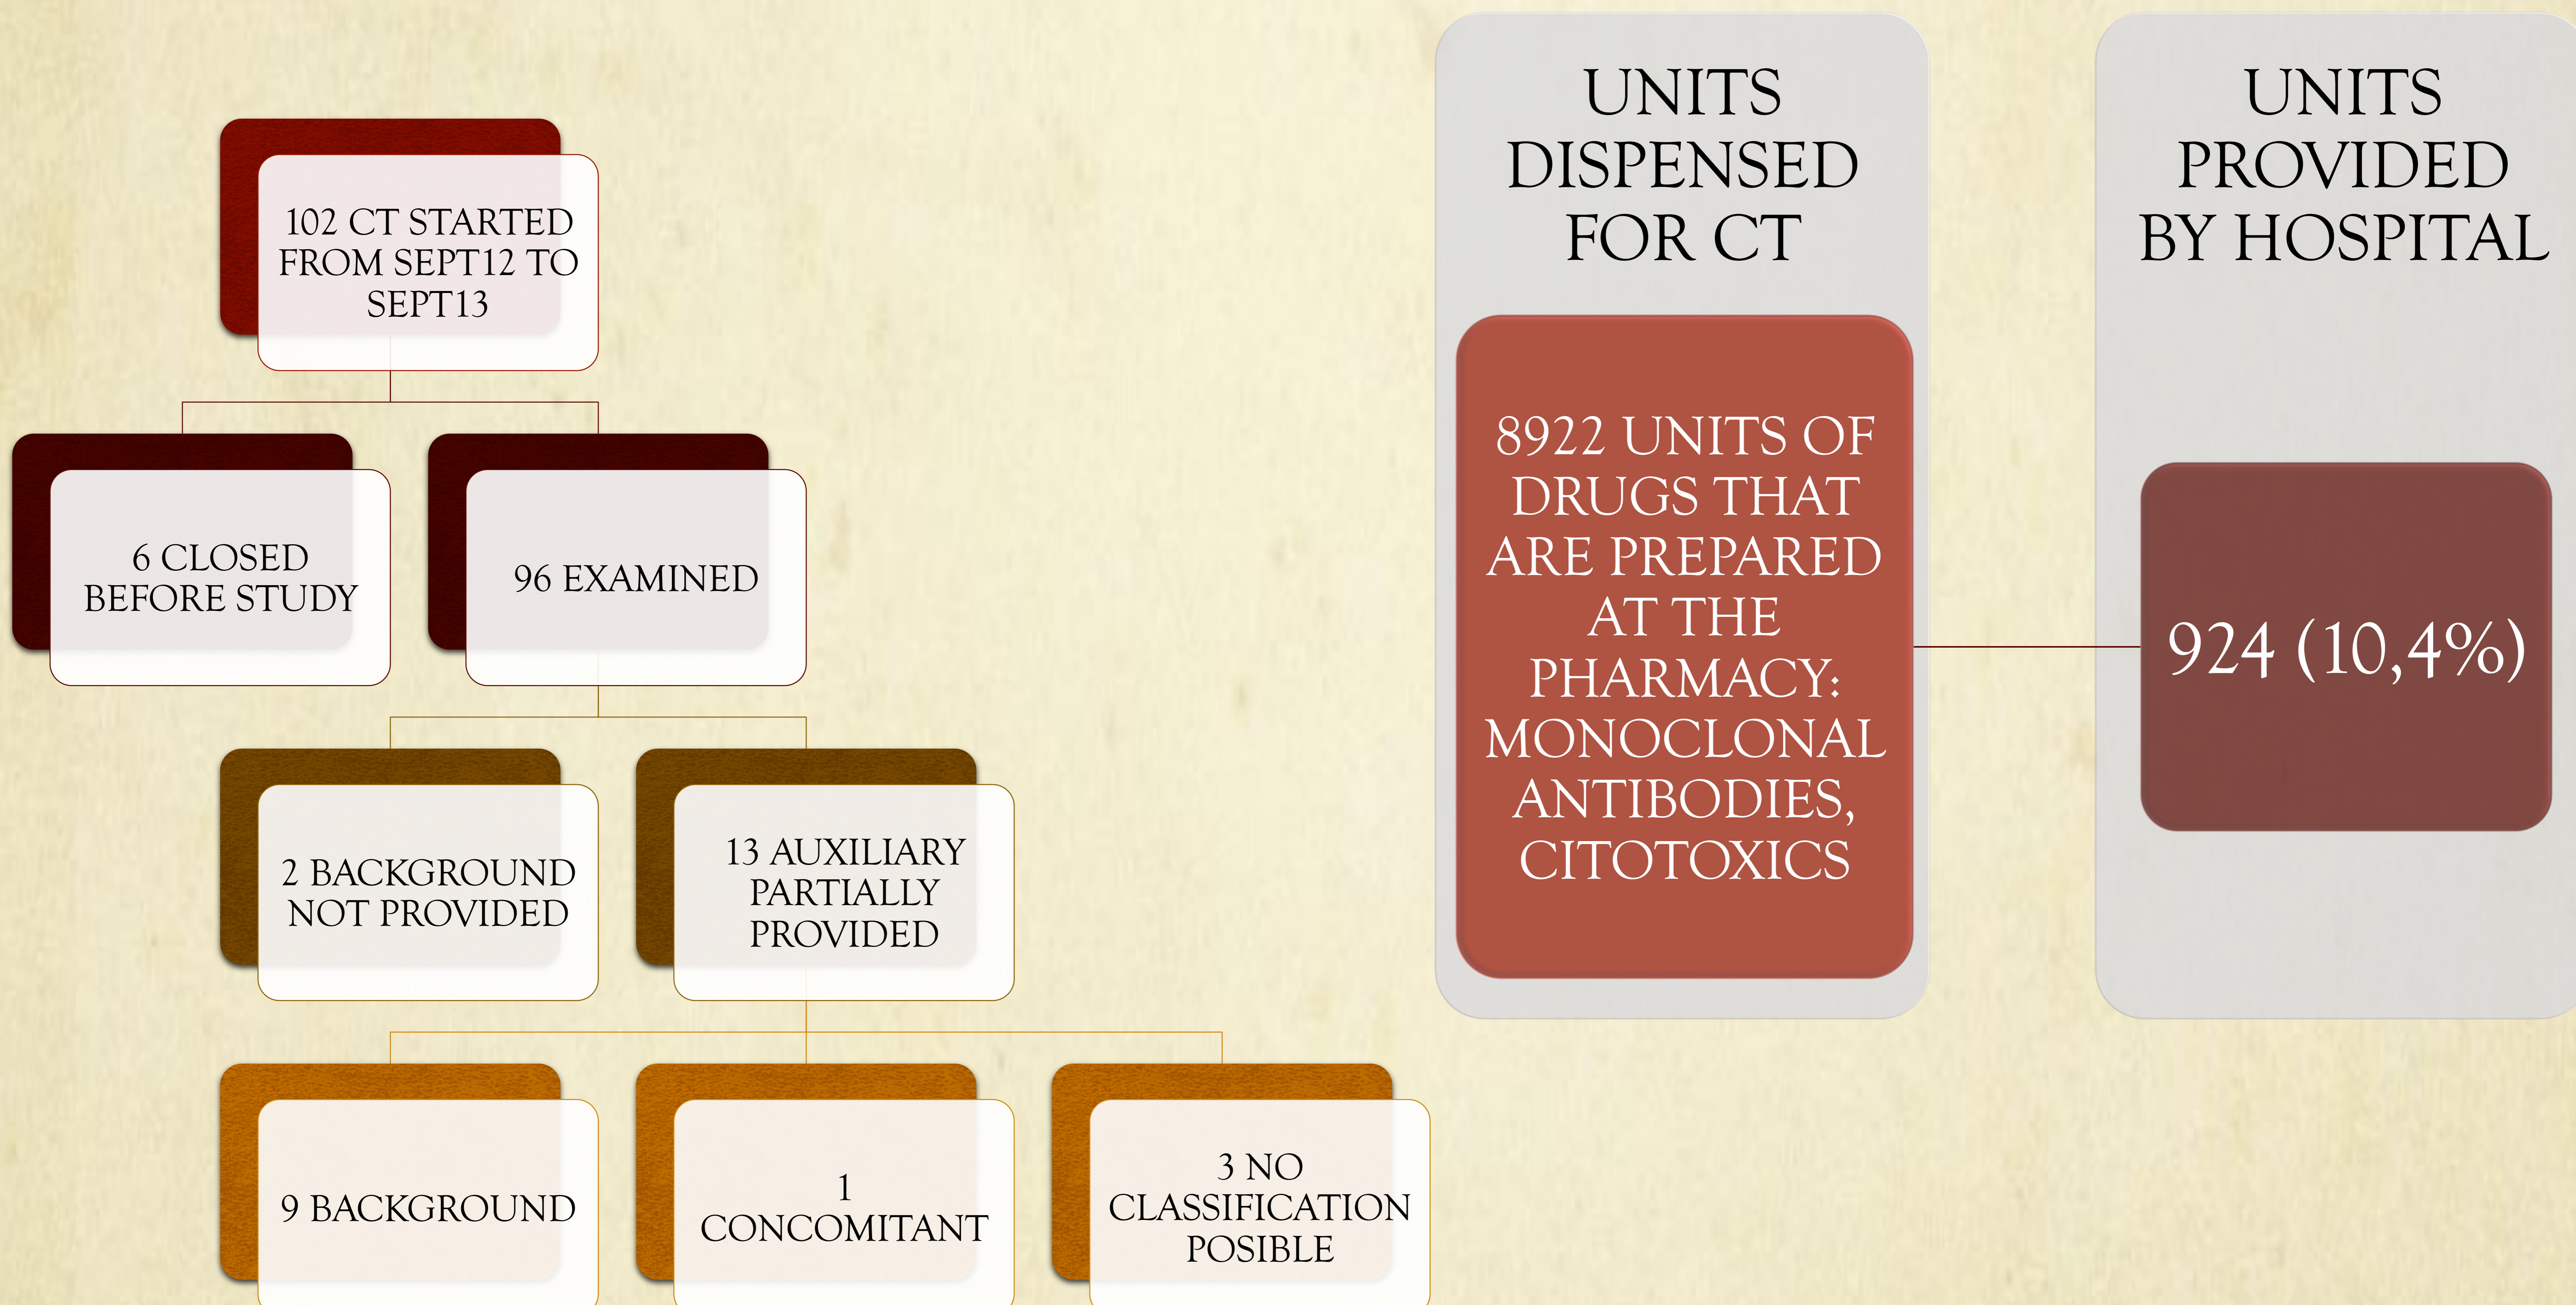 102 CT STARTED
FROM SEPT12 TO
SEPT13
6 CLOSED
BEFORE STUDY
96 EXAMINED
2 BACKGROUND
NOT PROVIDED
13 AUXILIARY
PARTIALLY
PROVIDED
9 BACKGROUND
1
CONCOMITANT
3 NO
CLASSIFICATION
POSIBLE
UNITS
DISPENSED
FOR CT
8922 UNITS OF
DRUGS THAT
ARE PREPARED
AT THE
PHARMACY:
MONOCLONAL
ANTIBODIES,
CITOTOXICS
UNITS
PROVIDED
BY HOSPITAL
924 (10,4%)